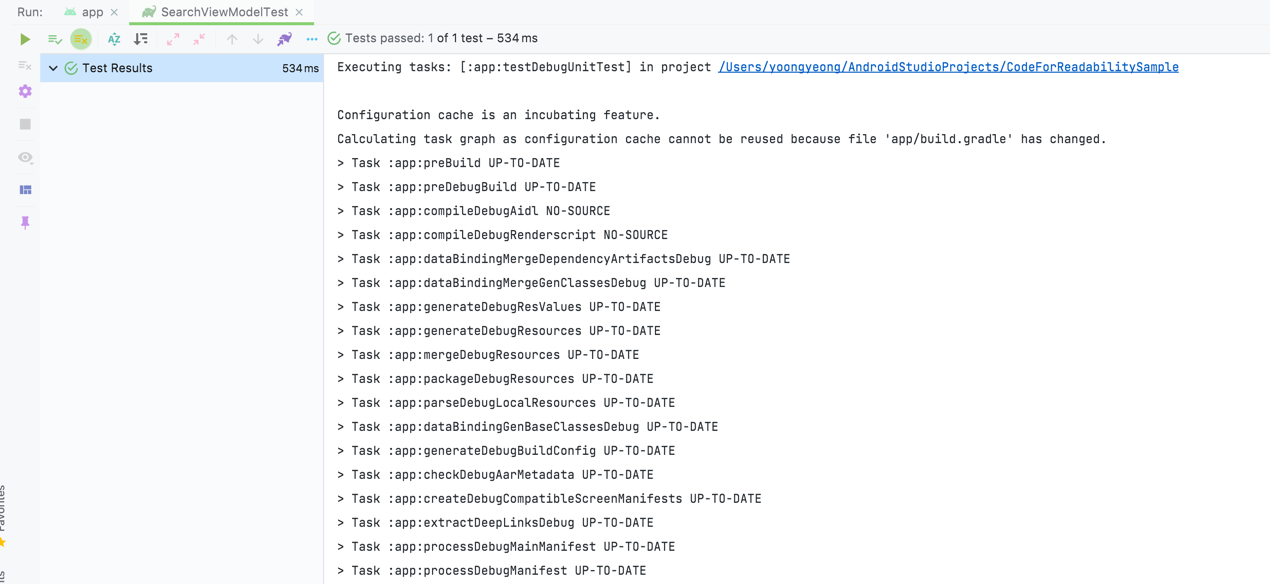 Run: app × SearchViewModelTest ×
Tests passed: 1 of 1 test – 534 ms
Test Results 534 ms
Executing tasks: [:app:testDebugUnitTest] in project /Users/yoongyeong/AndroidStudioProjects/CodeForReadabilitySample
Configuration cache is an incubating feature.
Calculating task graph as configuration cache cannot be reused because file 'app/build.gradle' has changed.
> Task :app:preBuild UP-TO-DATE
> Task :app:preDebugBuild UP-TO-DATE
> Task :app:compileDebugAidl NO-SOURCE
> Task :app:compileDebugRenderscript NO-SOURCE
> Task :app:dataBindingMergeDependencyArtifactsDebug UP-TO-DATE
> Task :app:dataBindingMergeGenClassesDebug UP-TO-DATE
> Task :app:generateDebugResValues UP-TO-DATE
> Task :app:generateDebugResources UP-TO-DATE
> Task :app:mergeDebugResources UP-TO-DATE
> Task :app:packageDebugResources UP-TO-DATE
> Task :app:parseDebugLocalResources UP-TO-DATE
> Task :app:dataBindingGenBaseClassesDebug UP-TO-DATE
> Task :app:generateDebugBuildConfig UP-TO-DATE
> Task :app:checkDebugAarMetadata UP-TO-DATE
> Task :app:createDebugCompatibleScreenManifests UP-TO-DATE
> Task :app:extractDeepLinksDebug UP-TO-DATE
> Task :app:processDebugMainManifest UP-TO-DATE
> Task :app:processDebugManifest UP-TO-DATE